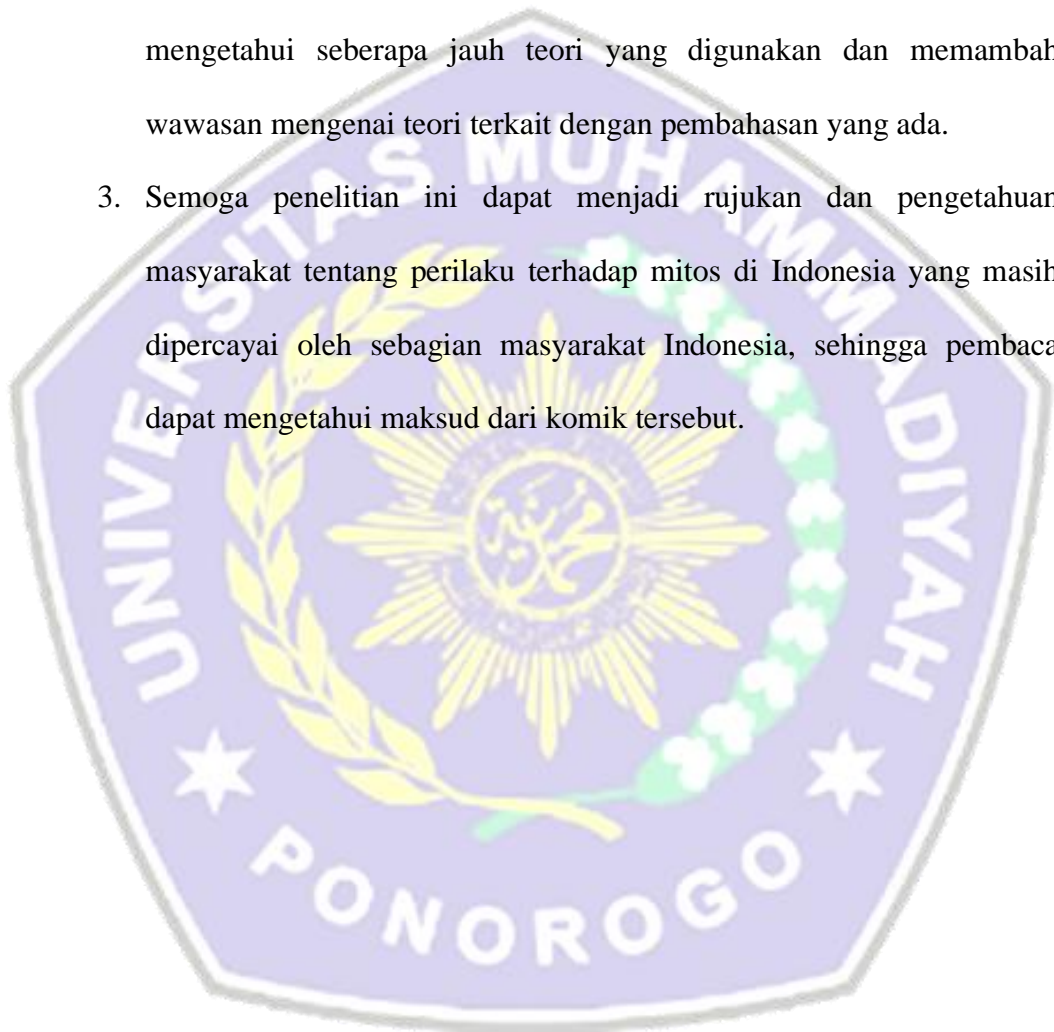 mengetahui seberapa jauh teori yang digunakan dan memambah
wawasan mengenai teori terkait dengan pembahasan yang ada.
3. Semoga penelitian ini dapat menjadi rujukan dan pengetahuan
masyarakat tentang perilaku terhadap mitos di Indonesia yang masih
dipercayai oleh sebagian masyarakat Indonesia, sehingga pembaca
dapat mengetahui maksud dari komik tersebut.
UNIVERSITAS MUHAMMADIYAH
PONOROGO